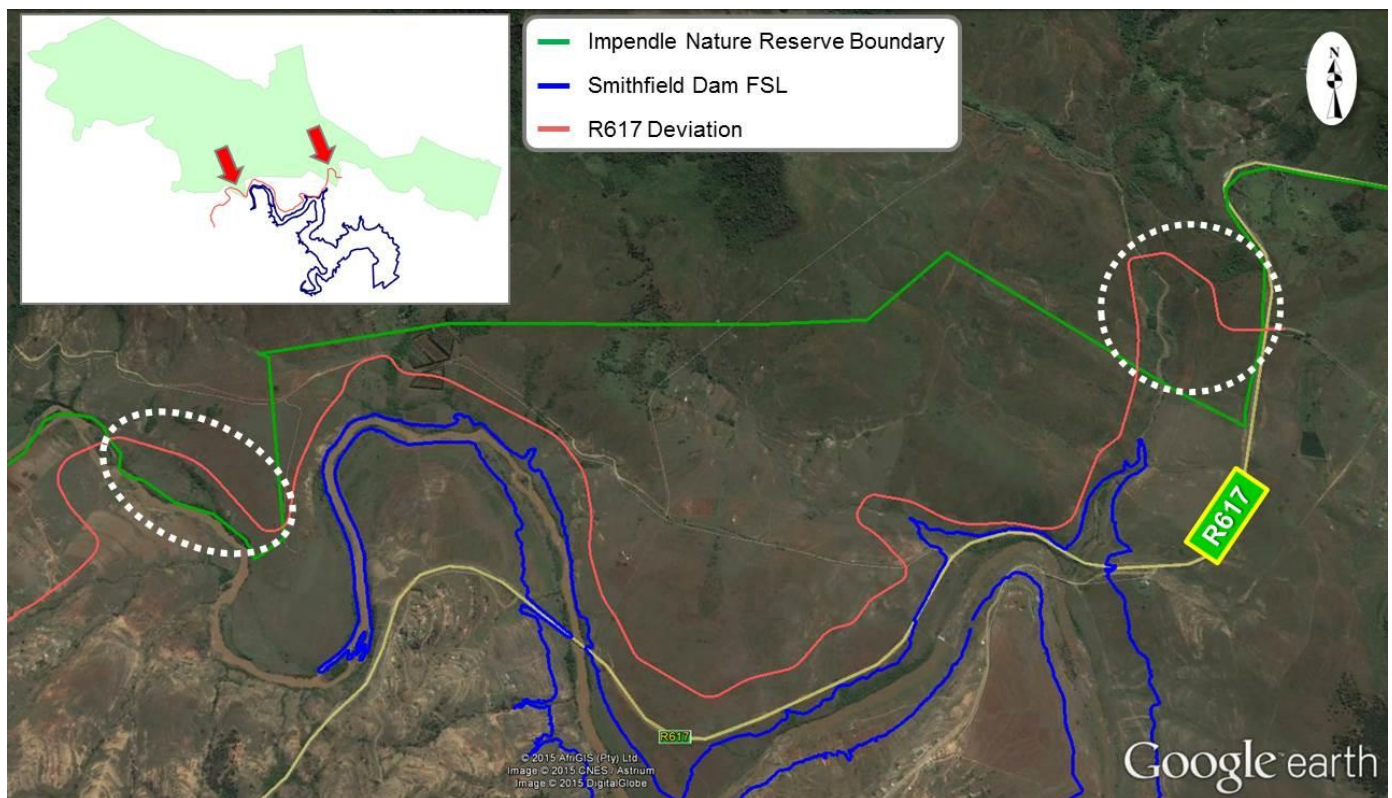 Impendle Nature Reserve Boundary
Smithfield Dam FSL
R617 Deviation
N
R617
R617
© 2015 AfriGIS (Pty) Ltd
Image © 2015 CNES / Astrium
Image © 2015 DigitalGlobe
Google earth